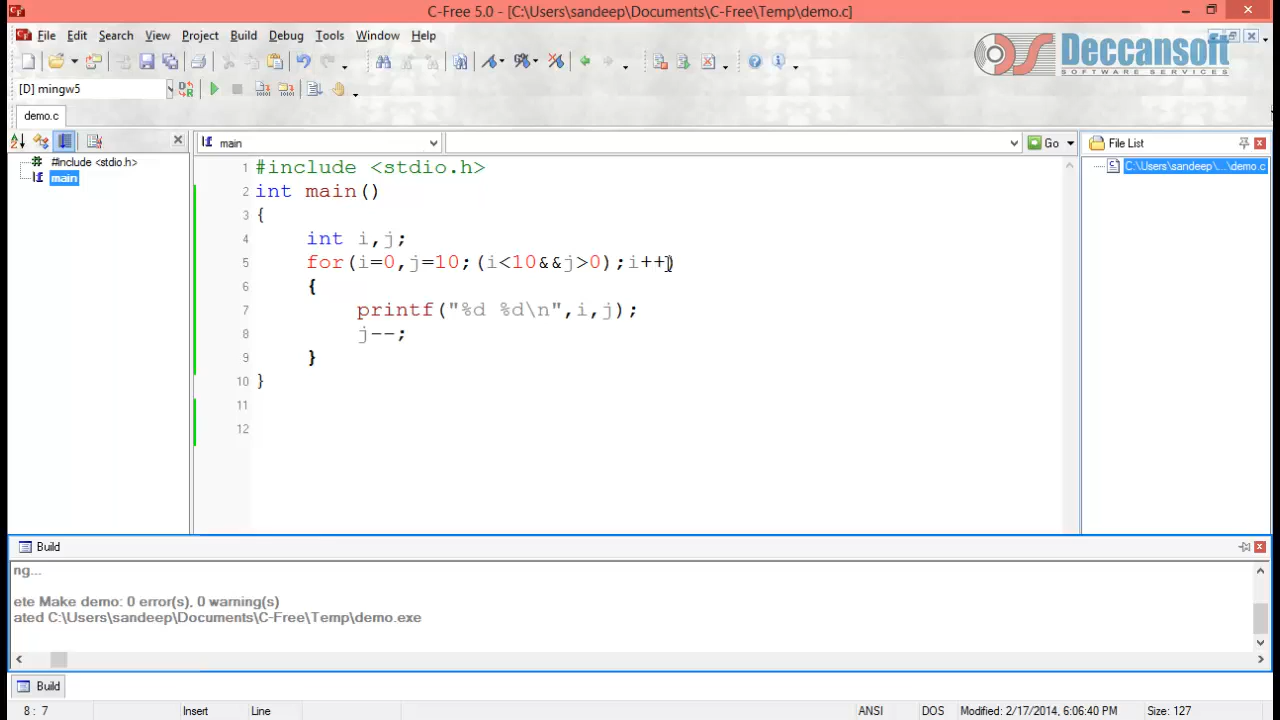 C-Free 5.0 - [C:\Users\sandeep\Documents\C-Free\Temp\demo.c]
File Edit Search View Project Build Debug Tools Window Help
Deccansoft
SOFTWARE SERVICES
[D] mingw5
demo.c
main
Go
File List
#include <stdio.h>
main
C:\Users\sandeep\...\demo.c
1 #include <stdio.h>
2 int main()
3 {
4 int i,j;
5 for(i=0,j=10;(i<10&&j>0);i++)
6 {
7 printf("%d %d\n",i,j);
8 j--;
9 }
10 }
11
12
Build
ng...
ete Make demo: 0 error(s), 0 warning(s)
ated C:\Users\sandeep\Documents\C-Free\Temp\demo.exe
Build
8 : 7 Insert Line ANSI DOS Modified: 2/17/2014, 6:06:40 PM Size: 127